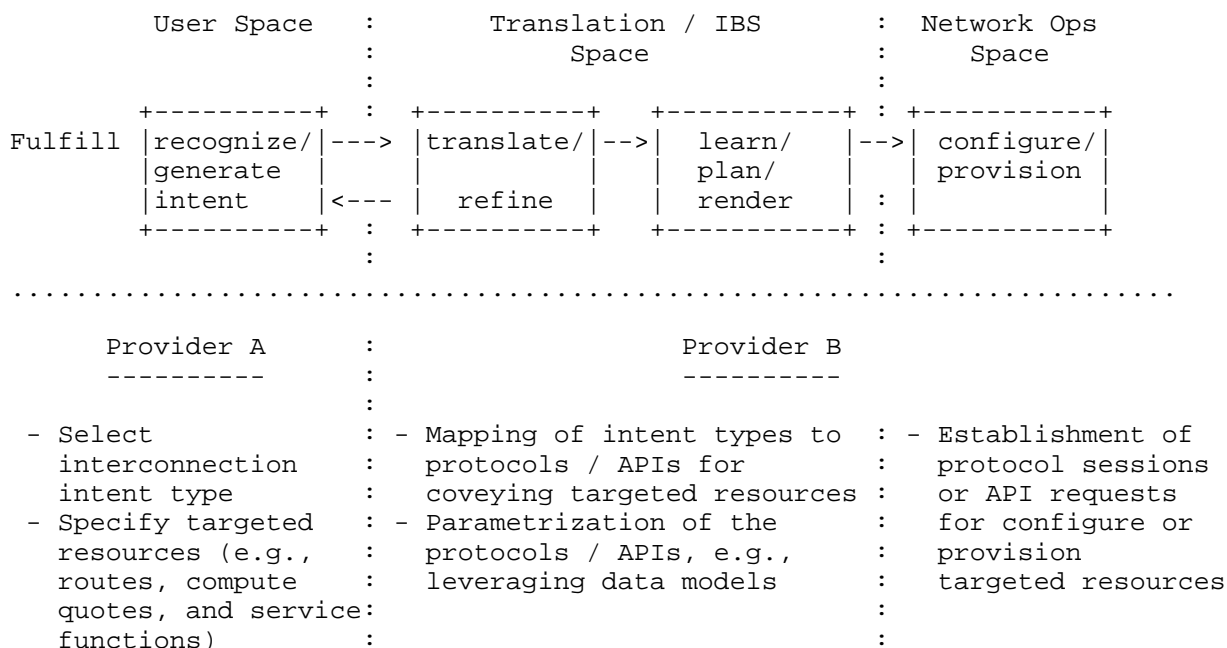 User Space   :       Translation / IBS       :  Network Ops
                      :            Space              :     Space
                      :                               :
        +----------+  :  +----------+   +-----------+ : +-----------+
Fulfill |recognize/|---> |translate/|-->|  learn/   |-->| configure/|
        |generate  |     |          |   |  plan/    |   | provision |
        |intent    |<--- |  refine  |   |  render   | : |           |
        +----------+  :  +----------+   +-----------+ : +-----------+
                      :                               :
..........................................................................
      Provider A      :                   Provider B
      ----------      :                   ----------
                      :
 - Select             : - Mapping of intent types to  : - Establishment of
   interconnection    :   protocols / APIs for        :   protocol sessions
   intent type        :   coveying targeted resources :   or API requests
 - Specify targeted   : - Parametrization of the      :   for configure or
   resources (e.g.,   :   protocols / APIs, e.g.,     :   provision
   routes, compute    :   leveraging data models      :   targeted resources
   quotes, and service:                               :
   functions)         :                               :